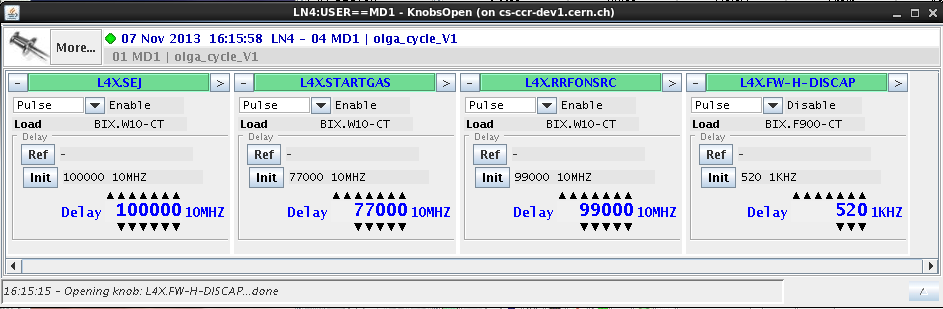 LN4:USER==MD1 - KnobsOpen (on cs-ccr-dev1.cern.ch)
More...
07 Nov 2013 16:15:58 LN4 - 04 MD1 | olga_cycle_V1
01 MD1 | olga_cycle_V1
- L4X.SEJ >
Pulse Enable
Load BIX.W10-CT
Delay
Ref -
Init 100000 10MHZ
Delay 100000 10MHZ
- L4X.STARTGAS >
Pulse Enable
Load BIX.W10-CT
Delay
Ref -
Init 77000 10MHZ
Delay 77000 10MHZ
- L4X.RRFONSRC >
Pulse Enable
Load BIX.W10-CT
Delay
Ref -
Init 99000 10MHZ
Delay 99000 10MHZ
- L4X.FW-H-DISCAP >
Pulse Disable
Load BIX.F900-CT
Delay
Ref -
Init 520 1KHZ
Delay 520 1KHZ
16:15:15 - Opening knob: L4X.FW-H-DISCAP...done
/